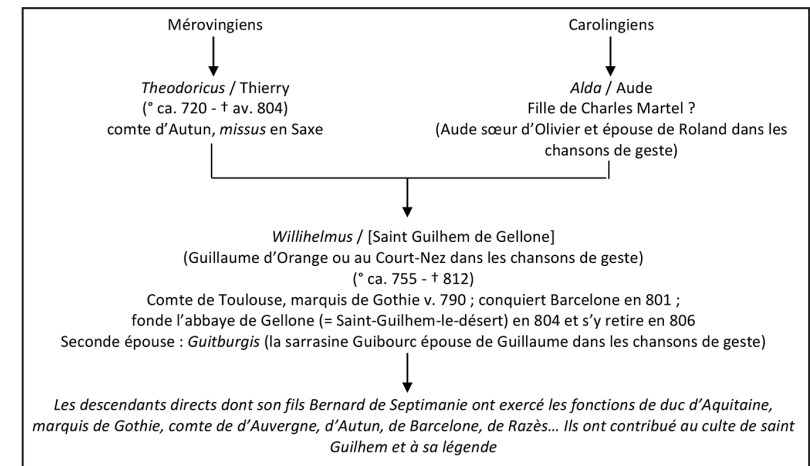 Mérovingiens
Carolingiens
Theodoricus / Thierry
(° ca. 720 - † av. 804)
comte d’Autun, missus en Saxe
Alda / Aude
Fille de Charles Martel ?
(Aude sœur d’Olivier et épouse de Roland dans les
chansons de geste)
Willihelmus / [Saint Guilhem de Gellone]
(Guillaume d’Orange ou au Court-Nez dans les chansons de geste)
(° ca. 755 - † 812)
Comte de Toulouse, marquis de Gothie v. 790 ; conquiert Barcelone en 801 ;
fonde l’abbaye de Gellone (= Saint-Guilhem-le-désert) en 804 et s’y retire en 806
Seconde épouse : Guitburgis (la sarrasine Guibourc épouse de Guillaume dans les chansons de geste)
Les descendants directs dont son fils Bernard de Septimanie ont exercé les fonctions de duc d’Aquitaine,
marquis de Gothie, comte de d’Auvergne, d’Autun, de Barcelone, de Razès… Ils ont contribué au culte de saint
Guilhem et à sa légende